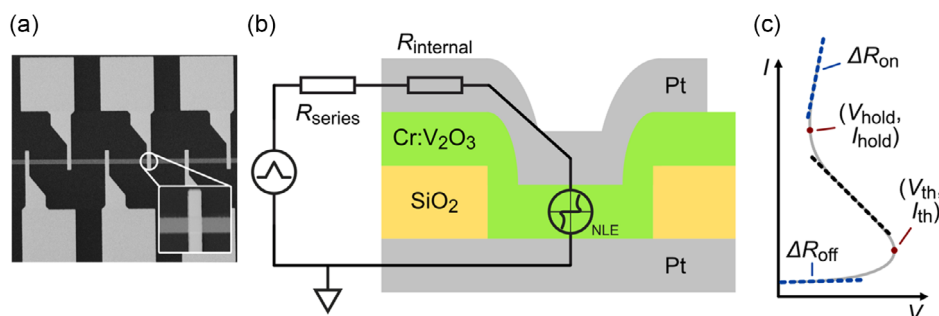 (a)
(b)
(c)
R_internal
R_series
Pt
Cr:V₂O₃
SiO₂
NLE
Pt
I
ΔR_on
(V_hold,
I_hold)
(V_th,
I_th)
ΔR_off
V